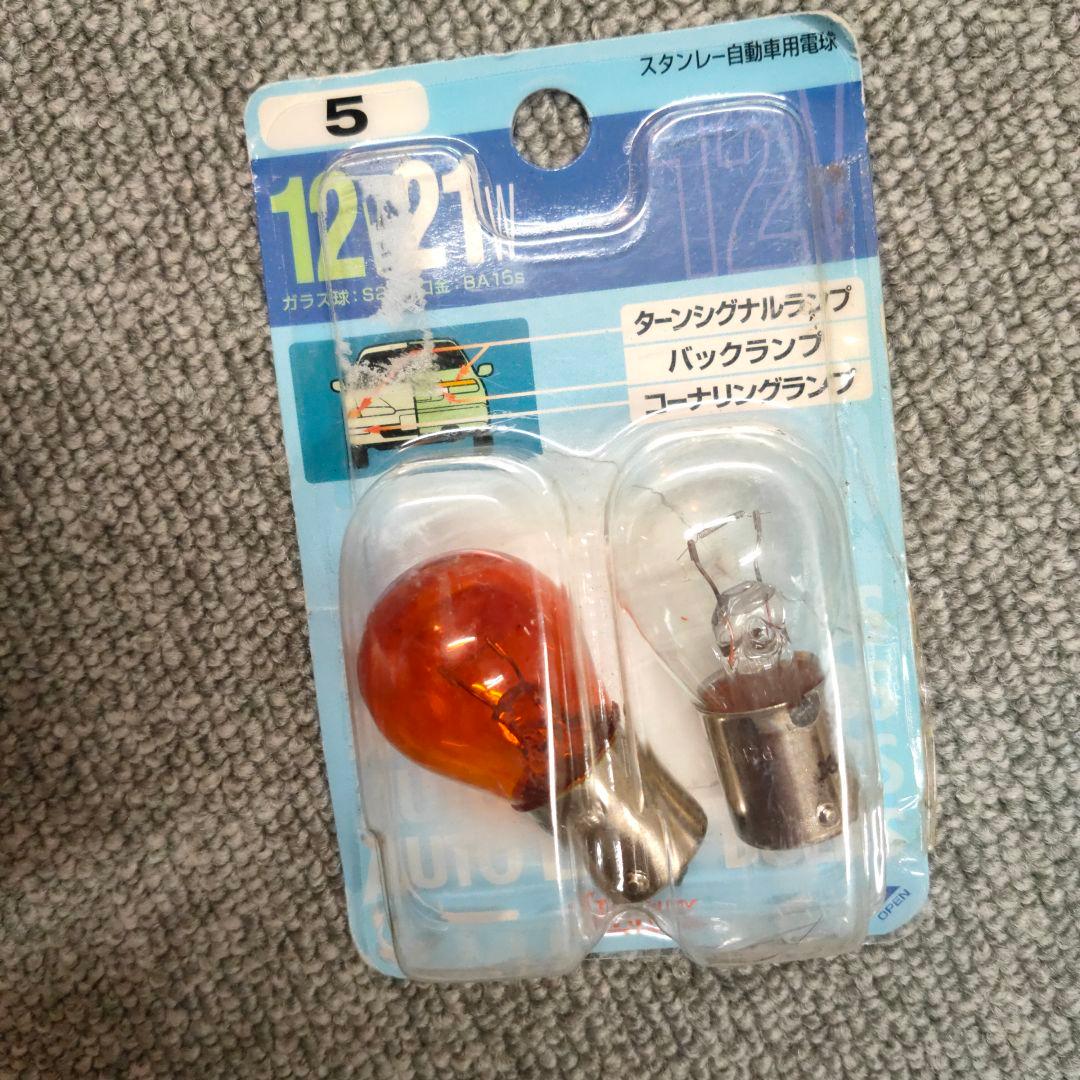 スタンレー自動車用電球
5
12V
12V21W
ガラス球：S2 口金：BA15s
ターンシグナルランプ
バックランプ
コーナリングランプ
AUTO
OPEN